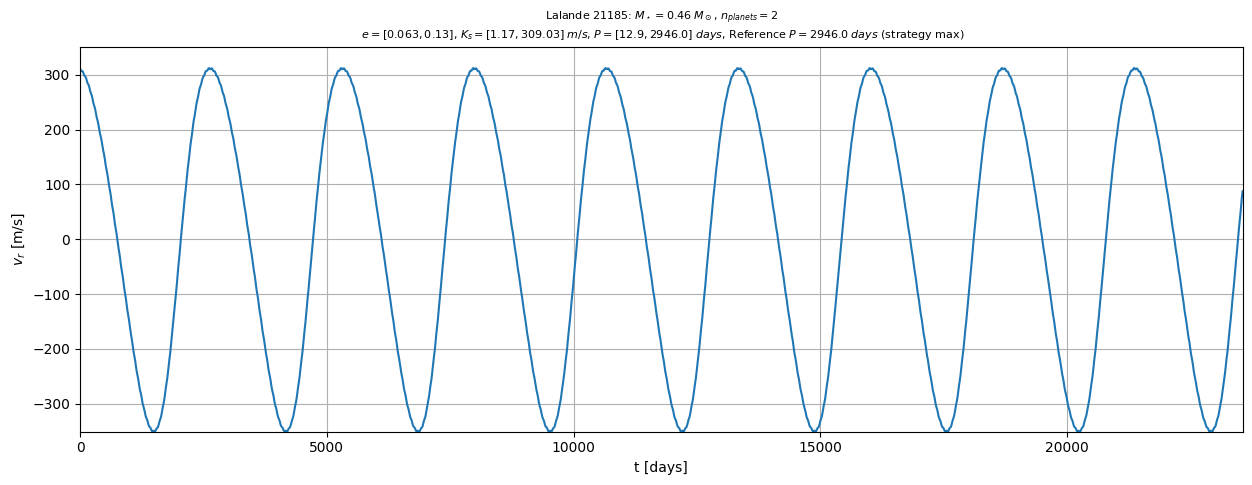 Lalande 21185: $M_\star = 0.46\ M_\odot$, $n_{planets} = 2$
$e = [0.063, 0.13]$, $K_s = [1.17, 309.03]\ m/s$, $P = [12.9, 2946.0]\ days$, Reference $P = 2946.0\ days$ (strategy max)
300
200
100
0
−100
−200
−300
$v_r$ [m/s]
0 5000 10000 15000 20000
t [days]